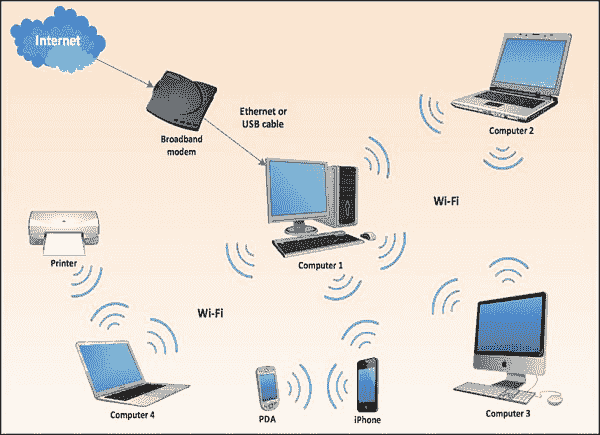 Internet
Broadband
modem
Ethernet or
USB cable
Computer 2
Wi-Fi
Printer
Computer 1
Wi-Fi
Computer 4
PDA
iPhone
Computer 3